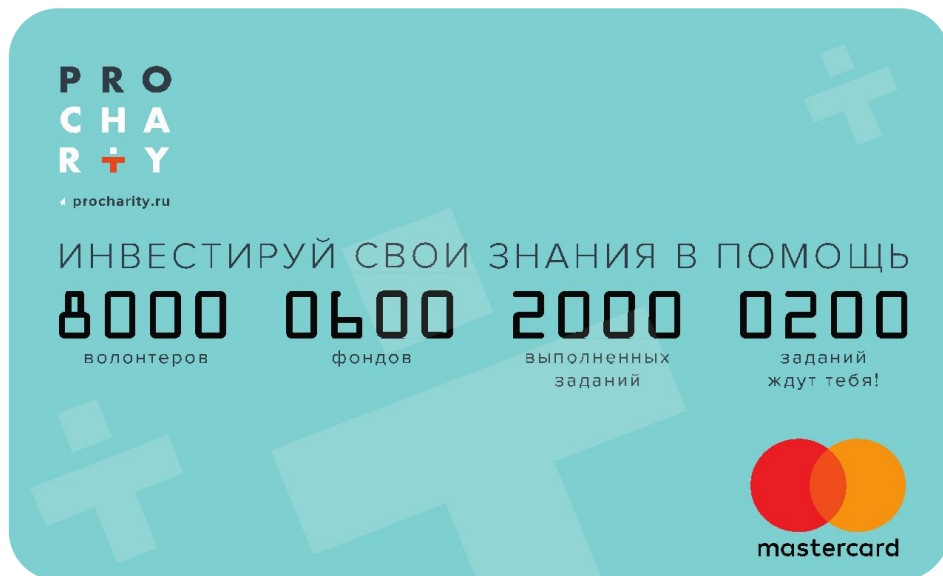 PRO
CHA
RiTY
procharity.ru
ИНВЕСТИРУЙ СВОИ ЗНАНИЯ В ПОМОЩЬ
8000 0600 2000 0200
волонтеров фондов выполненных заданий
заданий ждут тебя!
mastercard